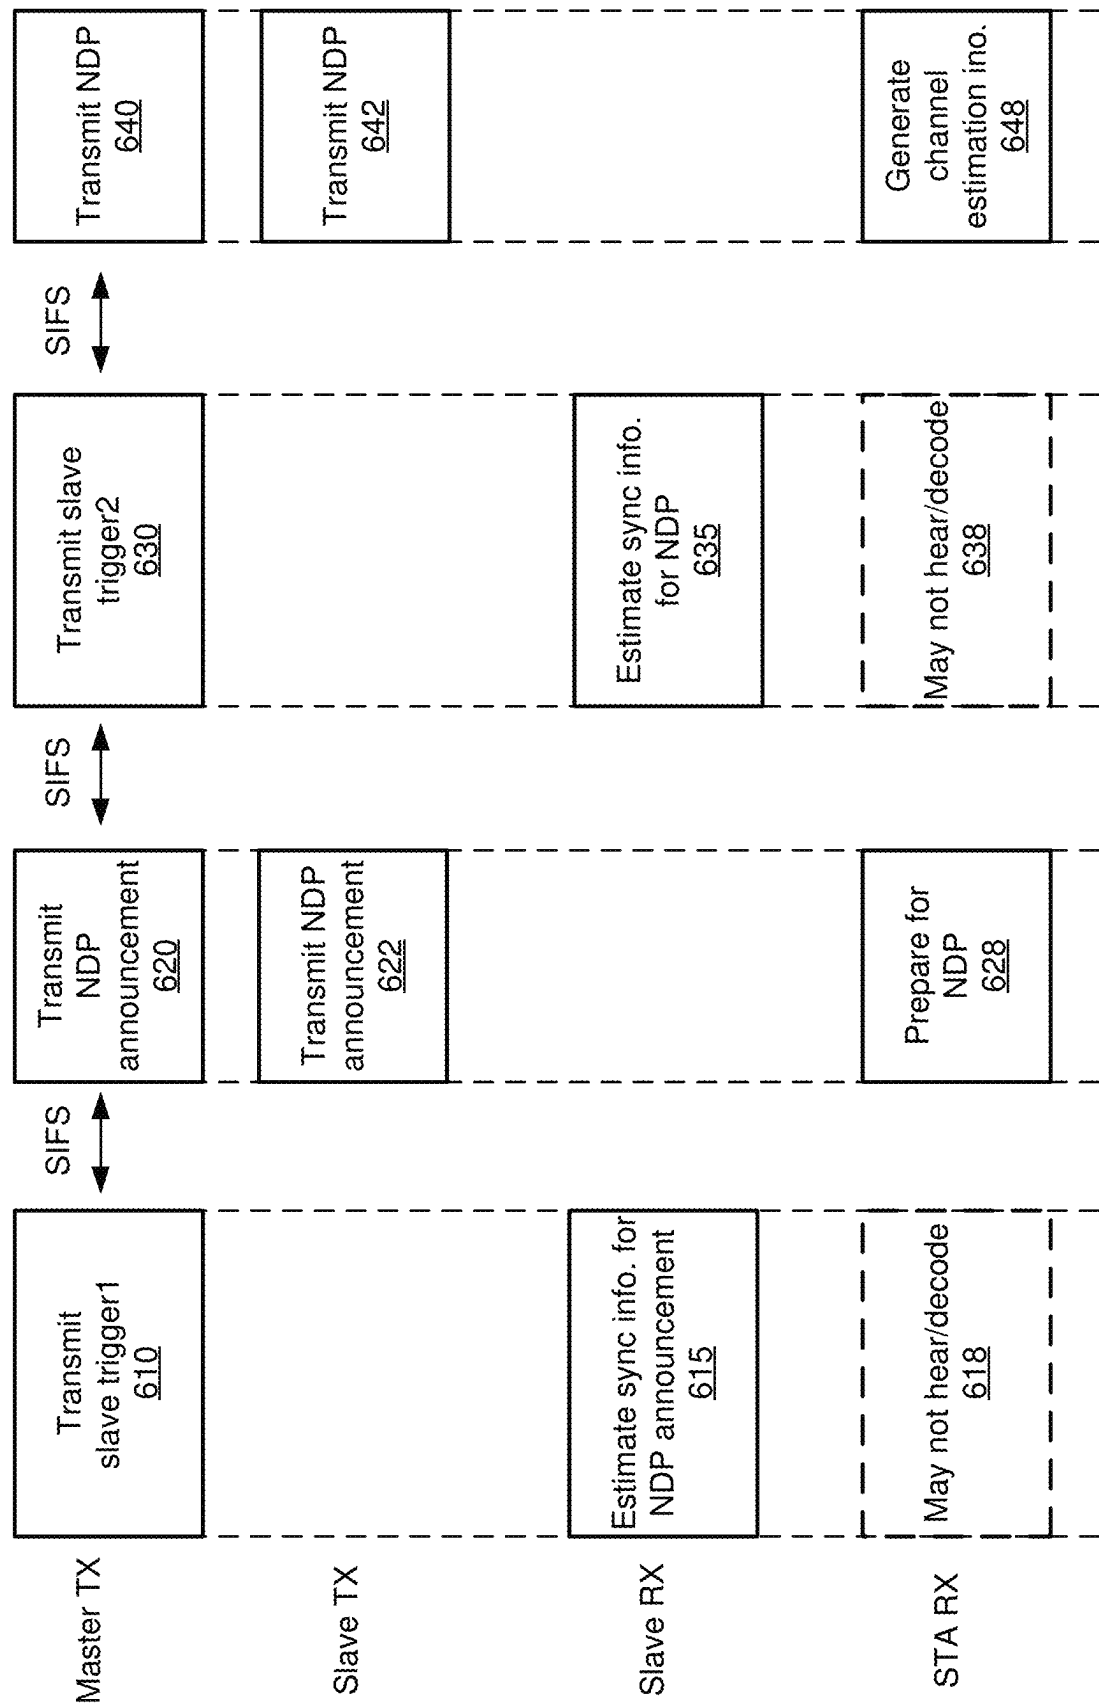 Master TX
Transmit
slave trigger1
610
SIFS
Transmit
NDP
announcement
620
SIFS
Transmit slave
trigger2
630
SIFS
Transmit NDP
640
Slave TX
Transmit NDP
announcement
622
Transmit NDP
642
Slave RX
Estimate sync info. for
NDP announcement
615
Estimate sync info.
for NDP
635
STA RX
May not hear/decode
618
Prepare for
NDP
628
May not hear/decode
638
Generate
channel
estimation ino.
648